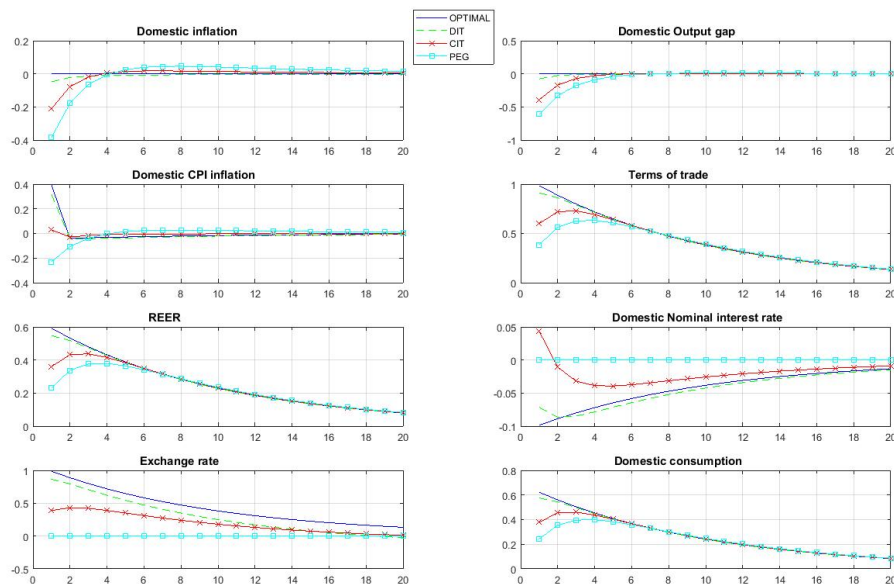 Domestic inflation
0.2
0
-0.2
-0.4
0 2 4 6 8 10 12 14 16 18 20
OPTIMAL
DIT
CIT
PEG
Domestic Output gap
0.5
0
-0.5
-1
0 2 4 6 8 10 12 14 16 18 20
Domestic CPI inflation
0.4
0.2
0
-0.2
-0.4
0 2 4 6 8 10 12 14 16 18 20
Terms of trade
1
0.5
0
0 2 4 6 8 10 12 14 16 18 20
REER
0.6
0.4
0.2
0
0 2 4 6 8 10 12 14 16 18 20
Domestic Nominal interest rate
0.05
0
-0.05
-0.1
0 2 4 6 8 10 12 14 16 18 20
Exchange rate
1
0.5
0
-0.5
0 2 4 6 8 10 12 14 16 18 20
Domestic consumption
0.8
0.6
0.4
0.2
0
0 2 4 6 8 10 12 14 16 18 20